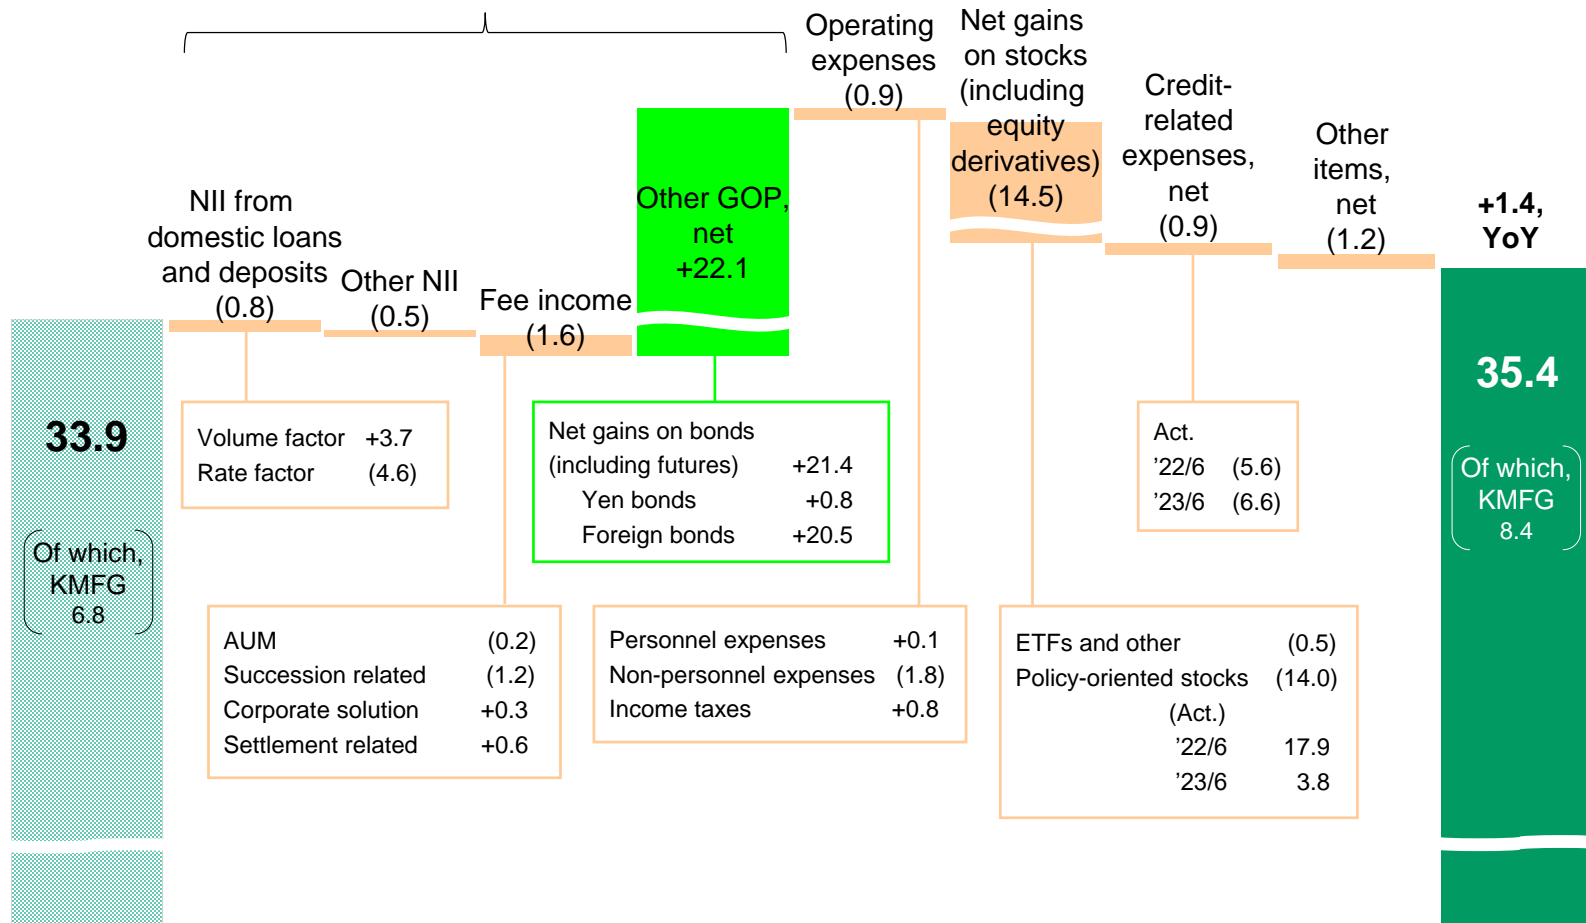 33.9
Of which,
KMFG
6.8
NII from
domestic loans
and deposits
(0.8)
Other NII
(0.5)
Fee income
(1.6)
Other GOP,
net
+22.1
Operating
expenses
(0.9)
Net gains
on stocks
(including
equity
derivatives)
(14.5)
Credit-
related
expenses,
net
(0.9)
Other
items,
net
(1.2)
+1.4,
YoY
35.4
Of which,
KMFG
8.4
Volume factor +3.7
Rate factor (4.6)
Net gains on bonds
(including futures) +21.4
Yen bonds +0.8
Foreign bonds +20.5
Act.
’22/6 (5.6)
’23/6 (6.6)
AUM (0.2)
Succession related (1.2)
Corporate solution +0.3
Settlement related +0.6
Personnel expenses +0.1
Non-personnel expenses (1.8)
Income taxes +0.8
ETFs and other (0.5)
Policy-oriented stocks (14.0)
(Act.)
’22/6 17.9
’23/6 3.8